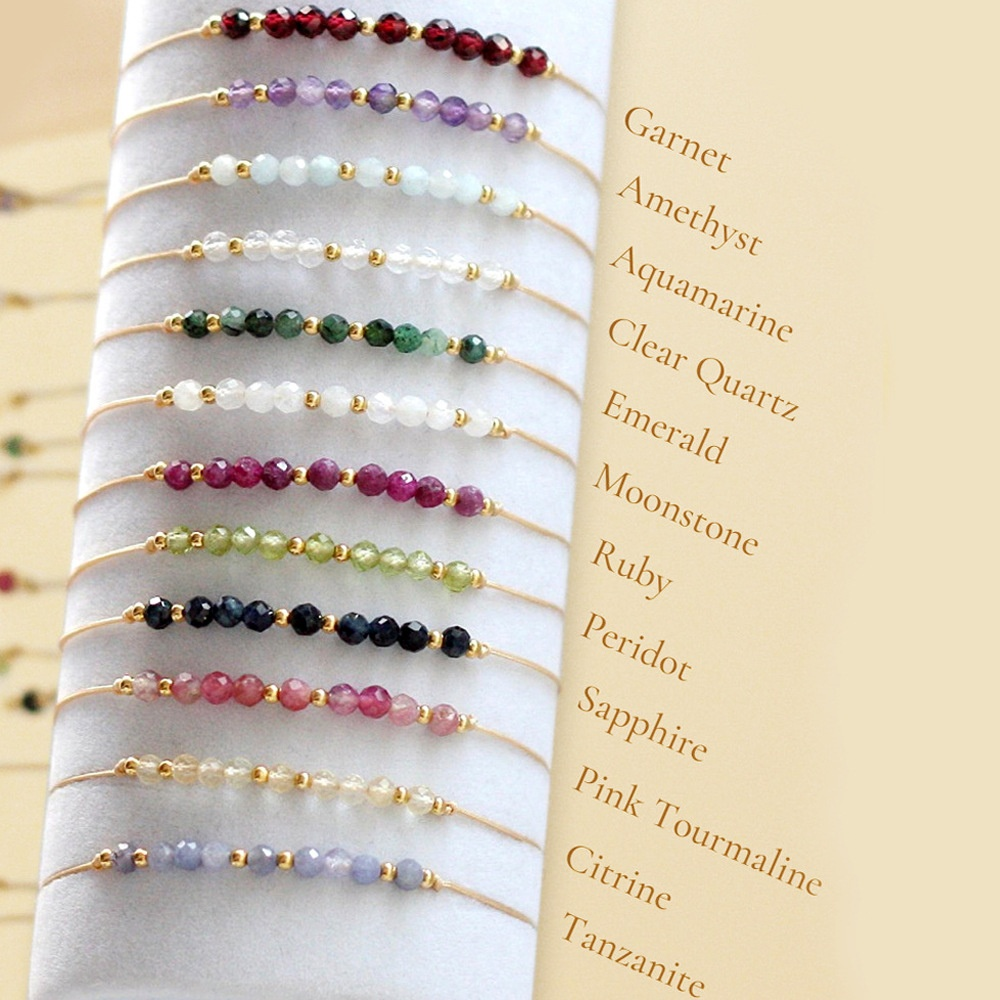 Garnet
Amethyst
Aquamarine
Clear Quartz
Emerald
Moonstone
Ruby
Peridot
Sapphire
Pink Tourmaline
Citrine
Tanzanite